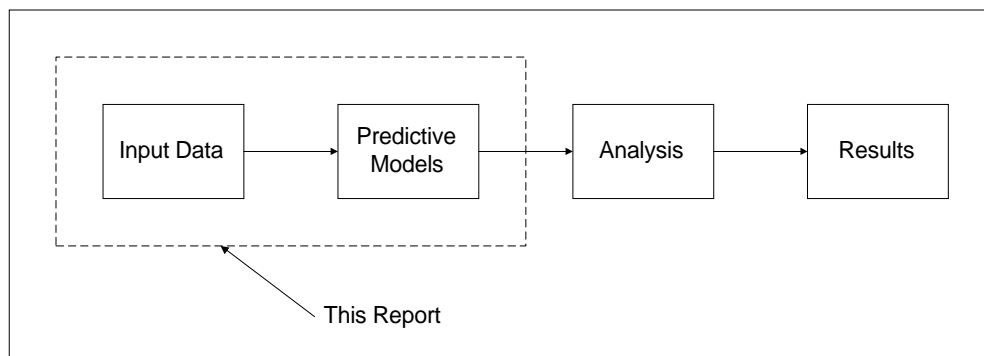 Input Data
Predictive
Models
Analysis
Results
This Report